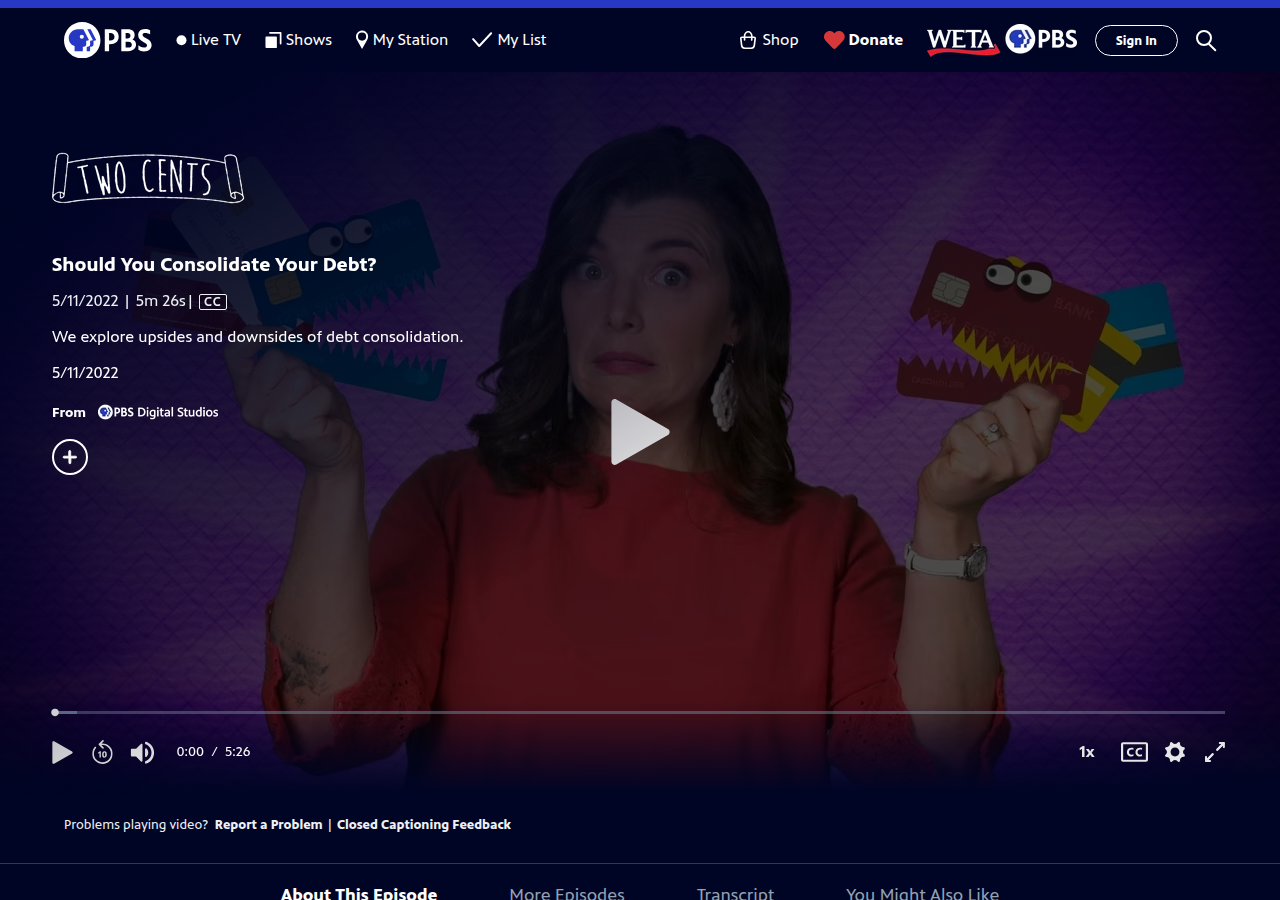 PBS
Live TV
Shows
My Station
My List
Shop
Donate
WETA
PBS
Sign In
TWO CENTS
Should You Consolidate Your Debt?
5/11/2022 | 5m 26s | CC
We explore upsides and downsides of debt consolidation.
5/11/2022
From PBS Digital Studios
BANK
CARDHOLDER
10
0:00 / 5:26
1x
CC
Problems playing video? Report a Problem | Closed Captioning Feedback
About This Episode
More Episodes
Transcript
You Might Also Like